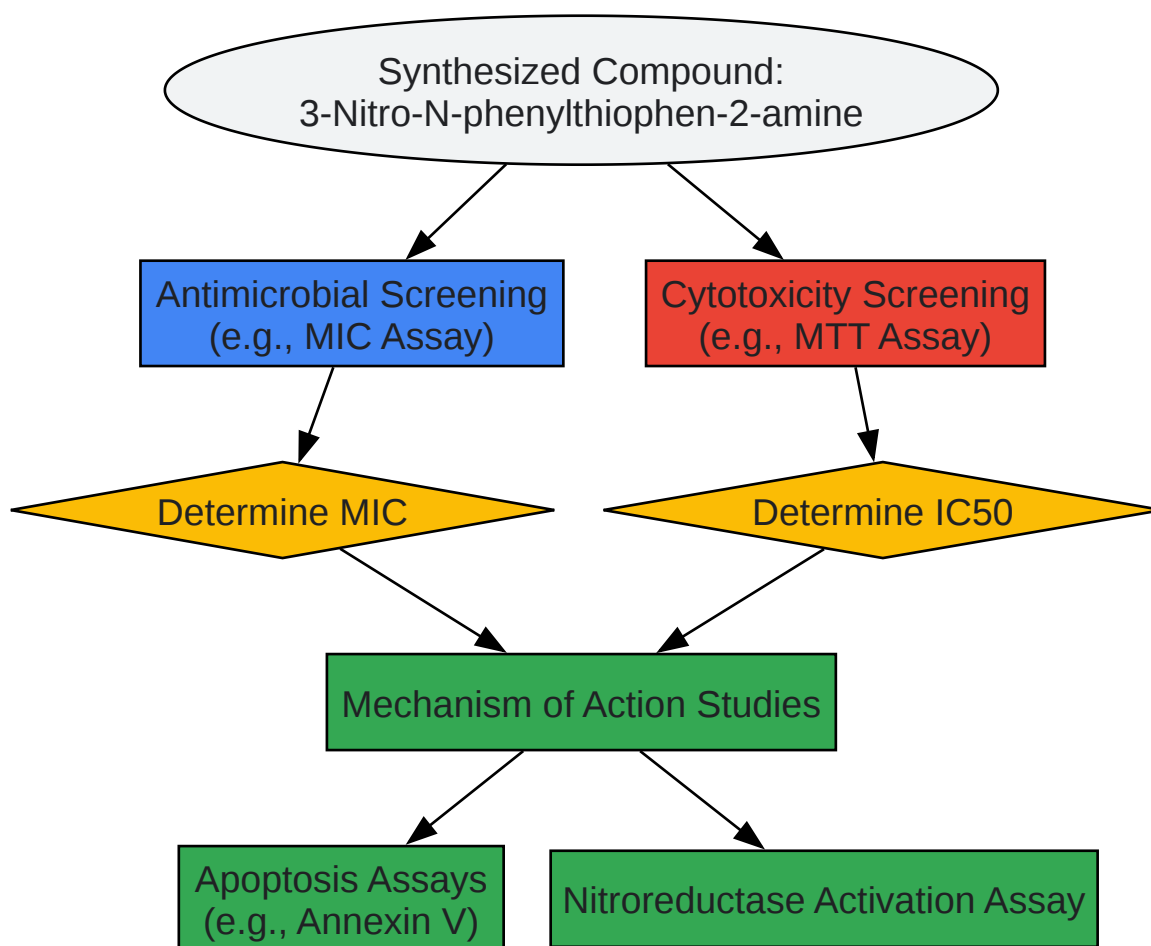 Synthesized Compound:
3-Nitro-N-phenylthiophen-2-amine
Antimicrobial Screening
(e.g., MIC Assay)
Cytotoxicity Screening
(e.g., MTT Assay)
Determine MIC
Determine IC50
Mechanism of Action Studies
Apoptosis Assays
(e.g., Annexin V)
Nitroreductase Activation Assay